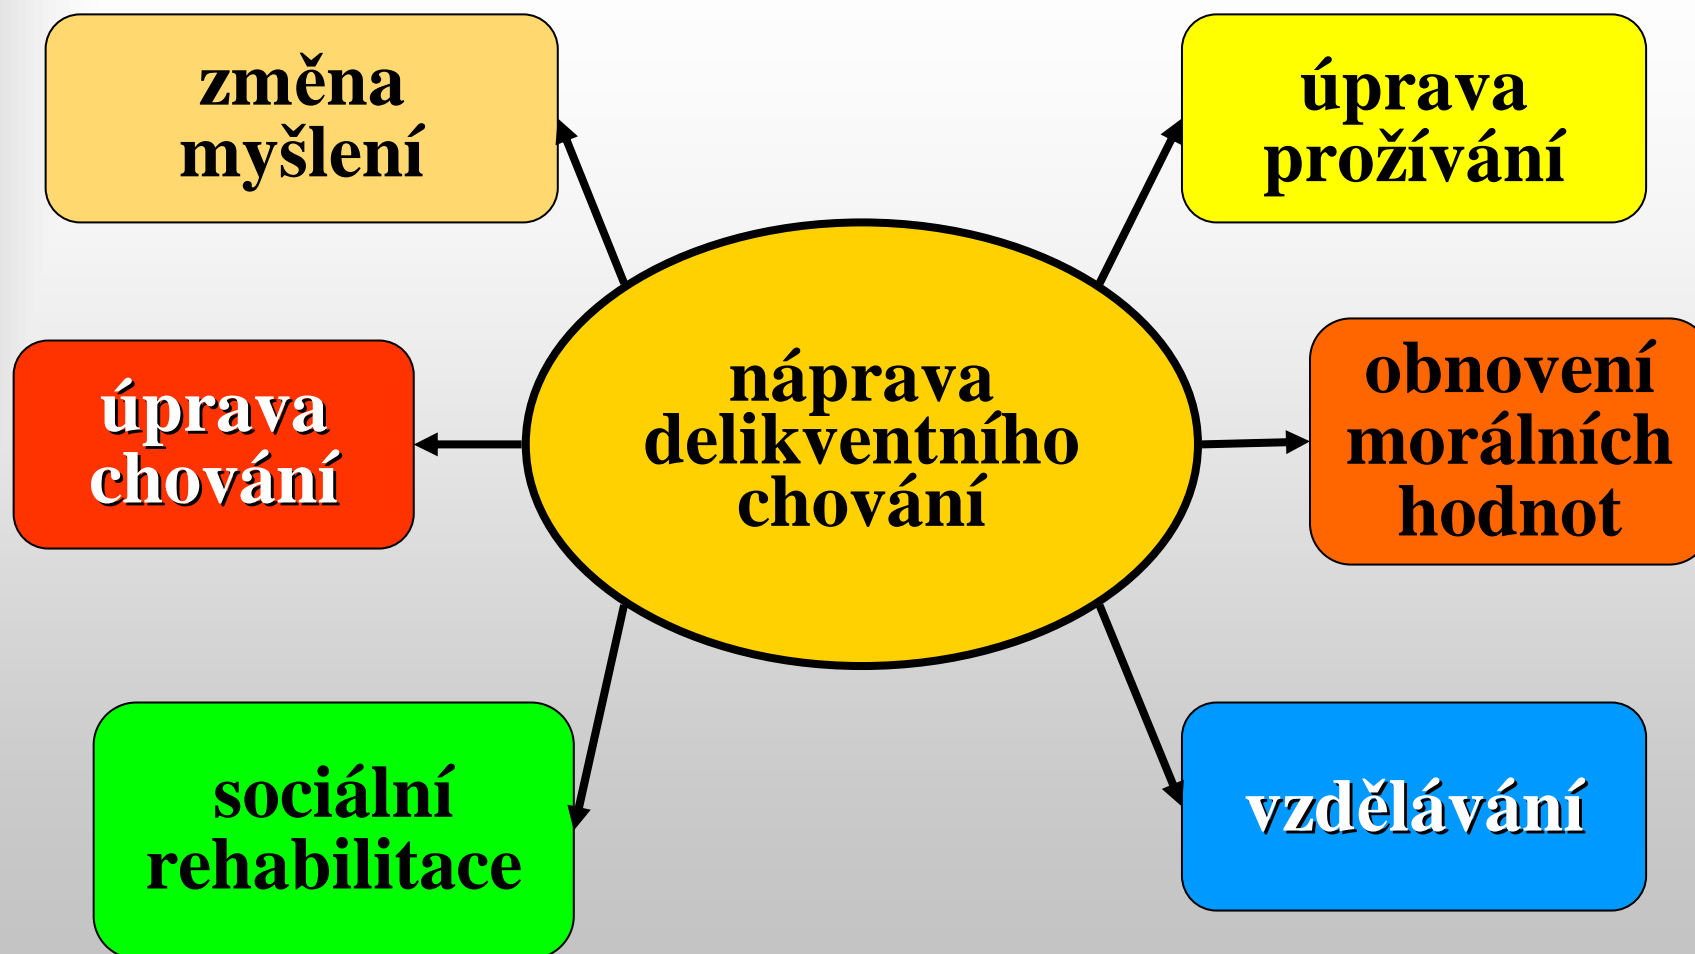 změna
myšlení
úprava
prožívání
úprava
chování
náprava
delikventního
chování
obnovení
morálních
hodnot
sociální
rehabilitace
vzdělávání